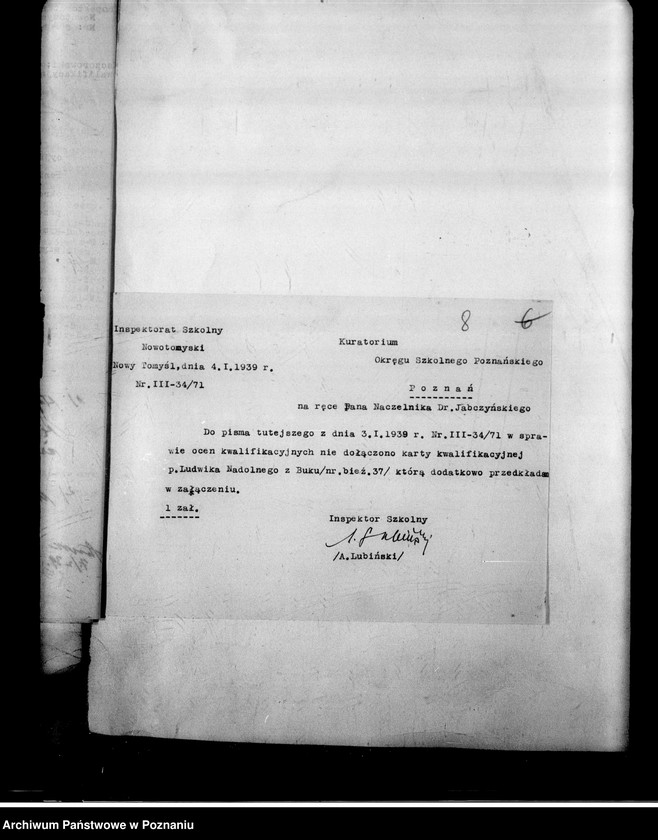 8 6
Inspektorat Szkolny
Nowotomyski
Nowy Tomyśl,dnia 4.I.1939 r.
Nr.III-34/71
Kuratorium
Okręgu Szkolnego Poznańskiego
P o z n a ń
na ręce Pana Naczelnika Dr.Jabczyńskiego
Do pisma tutejszego z dnia 3.I.1939 r. Nr.III-34/71 w spra-
wie ocen kwalifikacyjnych nie dołączono karty kwalifikacyjnej
p.Ludwika Nadolnego z Buku/nr.bież.37/ którą dodatkowo przedkładam
w załączeniu.
1 zał.
Inspektor Szkolny
A. Lubiński
/A.Lubiński/
Archiwum Państwowe w Poznaniu